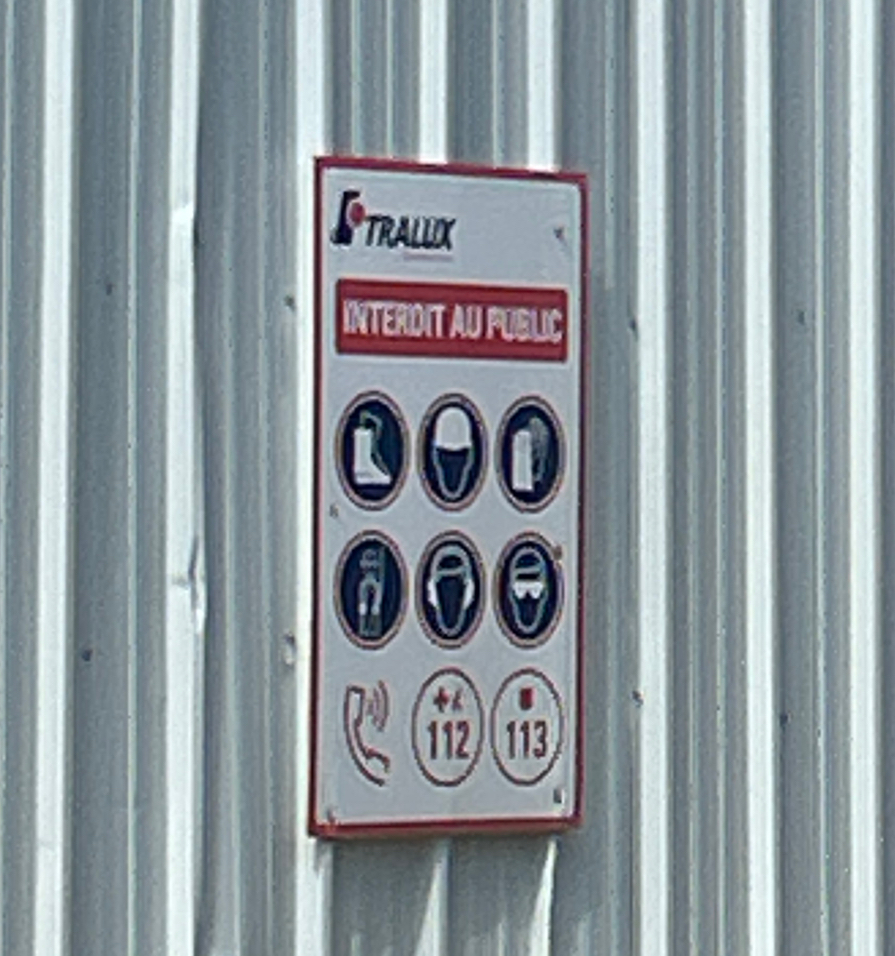 TRALUX
INTERDIT AU PUBLIC
112
113